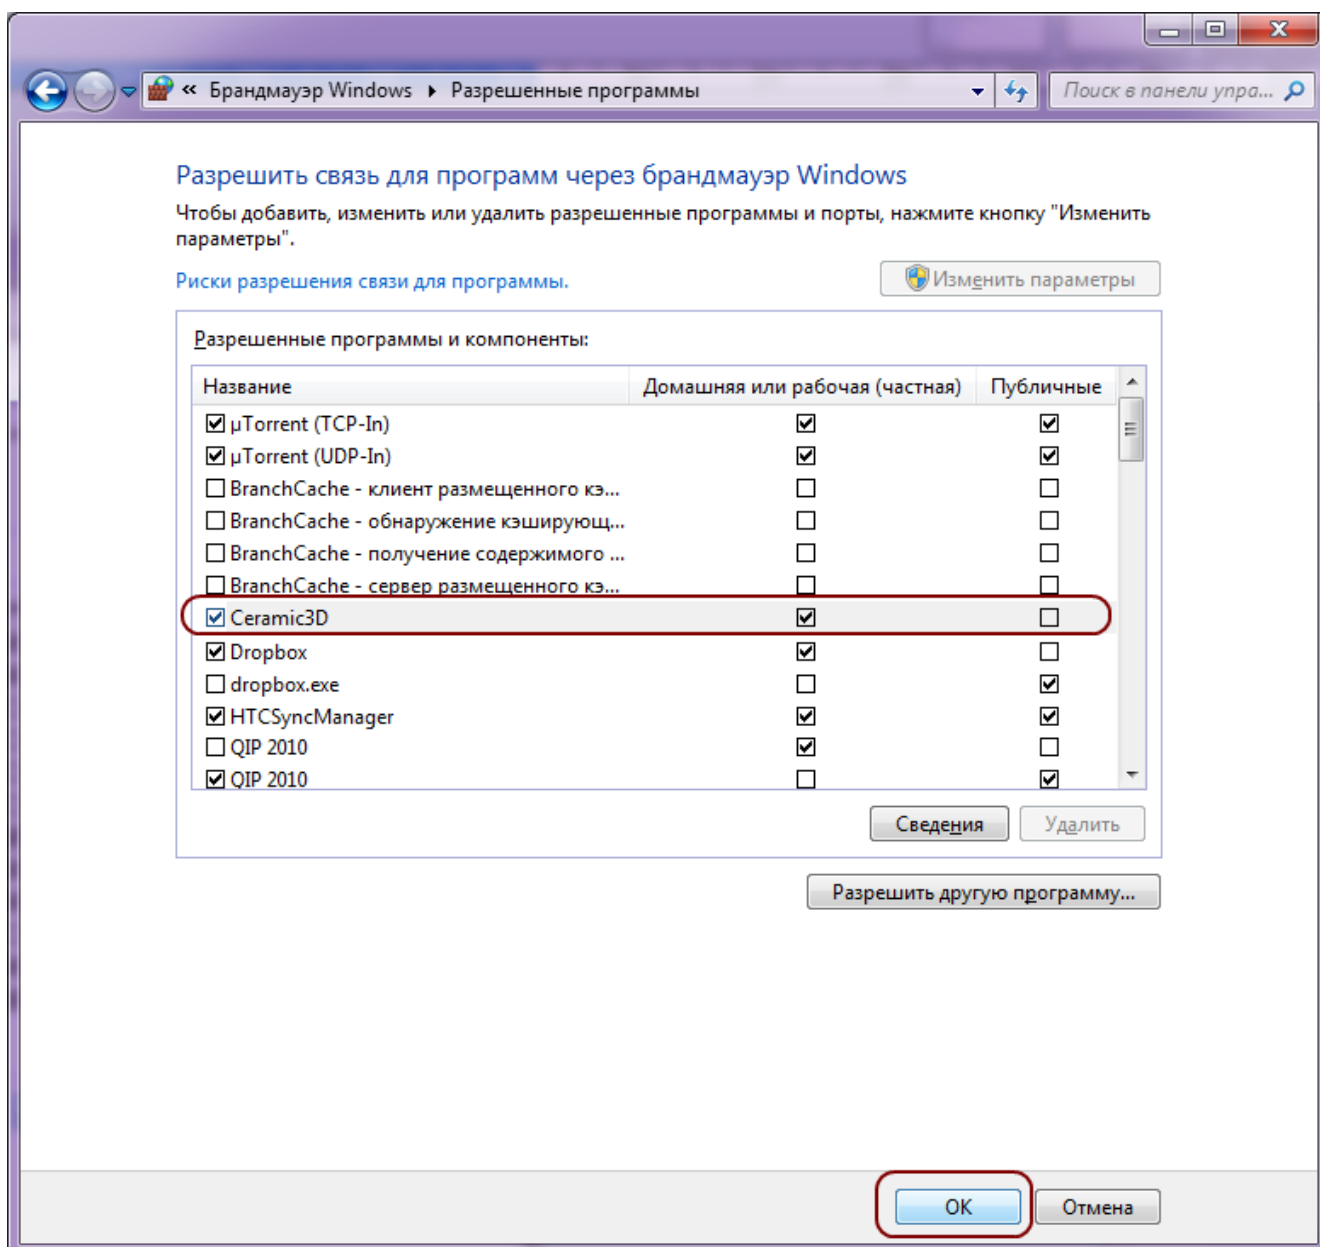 « Брандмауэр Windows ▸ Разрешенные программы
Поиск в панели упра...
Разрешить связь для программ через брандмауэр Windows
Чтобы добавить, изменить или удалить разрешенные программы и порты, нажмите кнопку "Изменить
параметры".
Риски разрешения связи для программы.
Изменить параметры
Разрешенные программы и компоненты:
Название Домашняя или рабочая (частная) Публичные
µTorrent (TCP-In)
µTorrent (UDP-In)
BranchCache - клиент размещенного кэ...
BranchCache - обнаружение кэширующ...
BranchCache - получение содержимого ...
BranchCache - сервер размещенного кэ...
Ceramic3D
Dropbox
dropbox.exe
HTCSyncManager
QIP 2010
QIP 2010
Сведения Удалить
Разрешить другую программу...
ОК Отмена